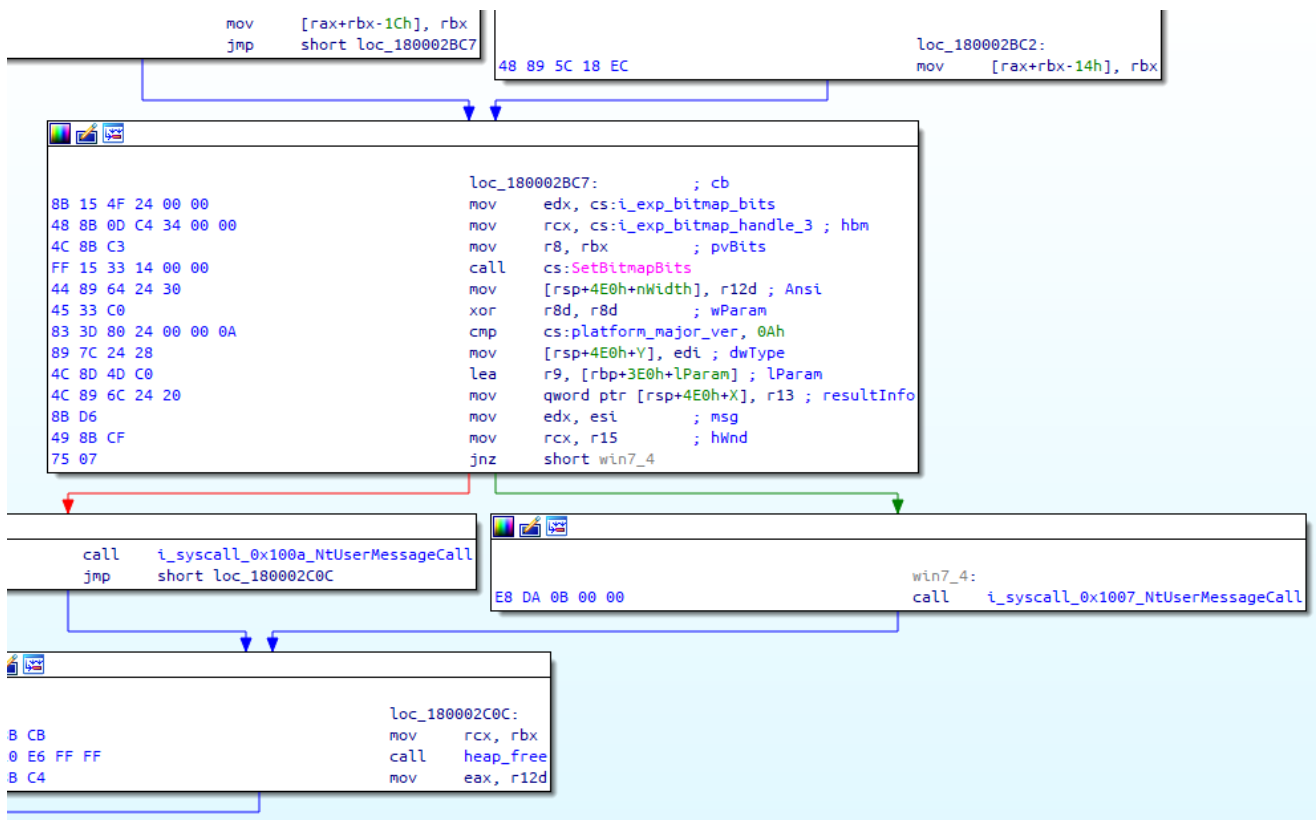 mov [rax+rbx-1Ch], rbx
jmp short loc_180002BC7
loc_180002BC2:
48 89 5C 18 EC mov [rax+rbx-14h], rbx
loc_180002BC7: ; cb
8B 15 4F 24 00 00 mov edx, cs:i_exp_bitmap_bits
48 8B 0D C4 34 00 00 mov rcx, cs:i_exp_bitmap_handle_3 ; hbm
4C 8B C3 mov r8, rbx ; pvBits
FF 15 33 14 00 00 call cs:SetBitmapBits
44 89 64 24 30 mov [rsp+4E0h+nWidth], r12d ; Ansi
45 33 C0 xor r8d, r8d ; wParam
83 3D 80 24 00 00 0A cmp cs:platform_major_ver, 0Ah
89 7C 24 28 mov [rsp+4E0h+Y], edi ; dwType
4C 8D 4D C0 lea r9, [rbp+3E0h+lParam] ; lParam
4C 89 6C 24 20 mov qword ptr [rsp+4E0h+X], r13 ; resultInfo
8B D6 mov edx, esi ; msg
49 8B CF mov rcx, r15 ; hWnd
75 07 jnz short win7_4
call i_syscall_0x100a_NtUserMessageCall
jmp short loc_180002C0C
win7_4:
E8 DA 0B 00 00 call i_syscall_0x1007_NtUserMessageCall
loc_180002C0C:
B CB mov rcx, rbx
0 E6 FF FF call heap_free
B C4 mov eax, r12d